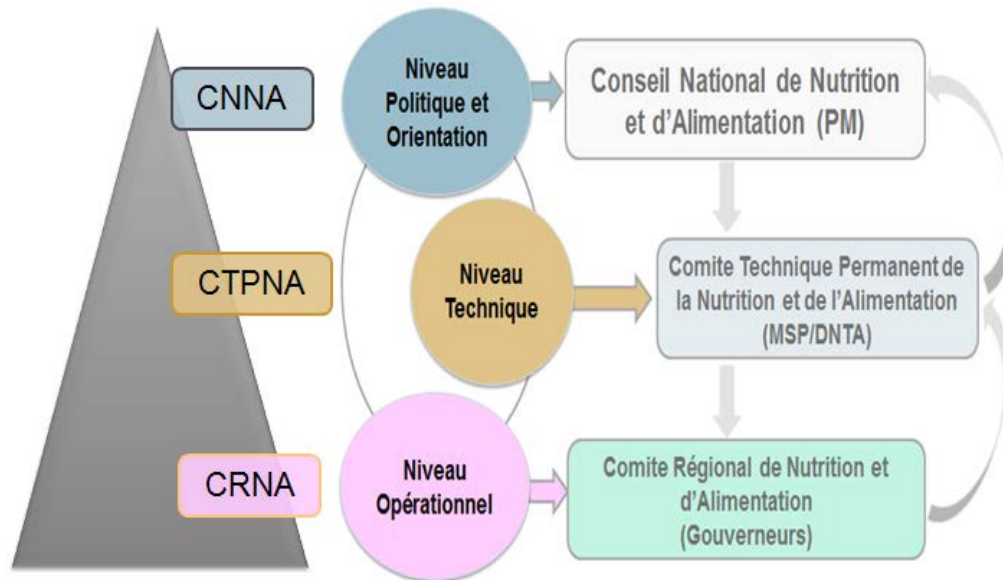 CNNA
Niveau
Politique et
Orientation
Conseil National de Nutrition
et d'Alimentation (PM)
CTPNA
Niveau
Technique
Comite Technique Permanent de
la Nutrition et de l'Alimentation
(MSP/DNTA)
CRNA
Niveau
Opérationnel
Comite Régional de Nutrition et
d'Alimentation
(Gouverneurs)